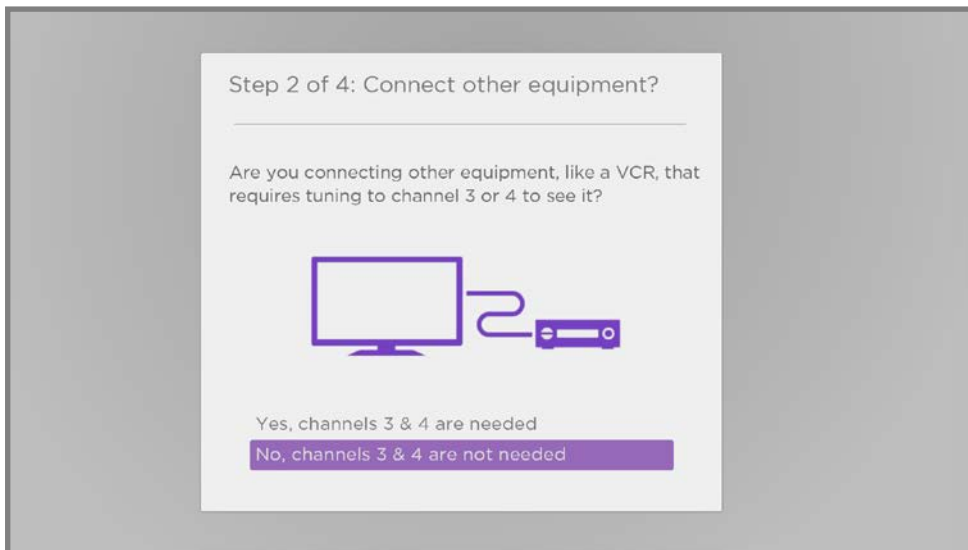 Step 2 of 4: Connect other equipment?
Are you connecting other equipment, like a VCR, that
requires tuning to channel 3 or 4 to see it?
Yes, channels 3 & 4 are needed
No, channels 3 & 4 are not needed